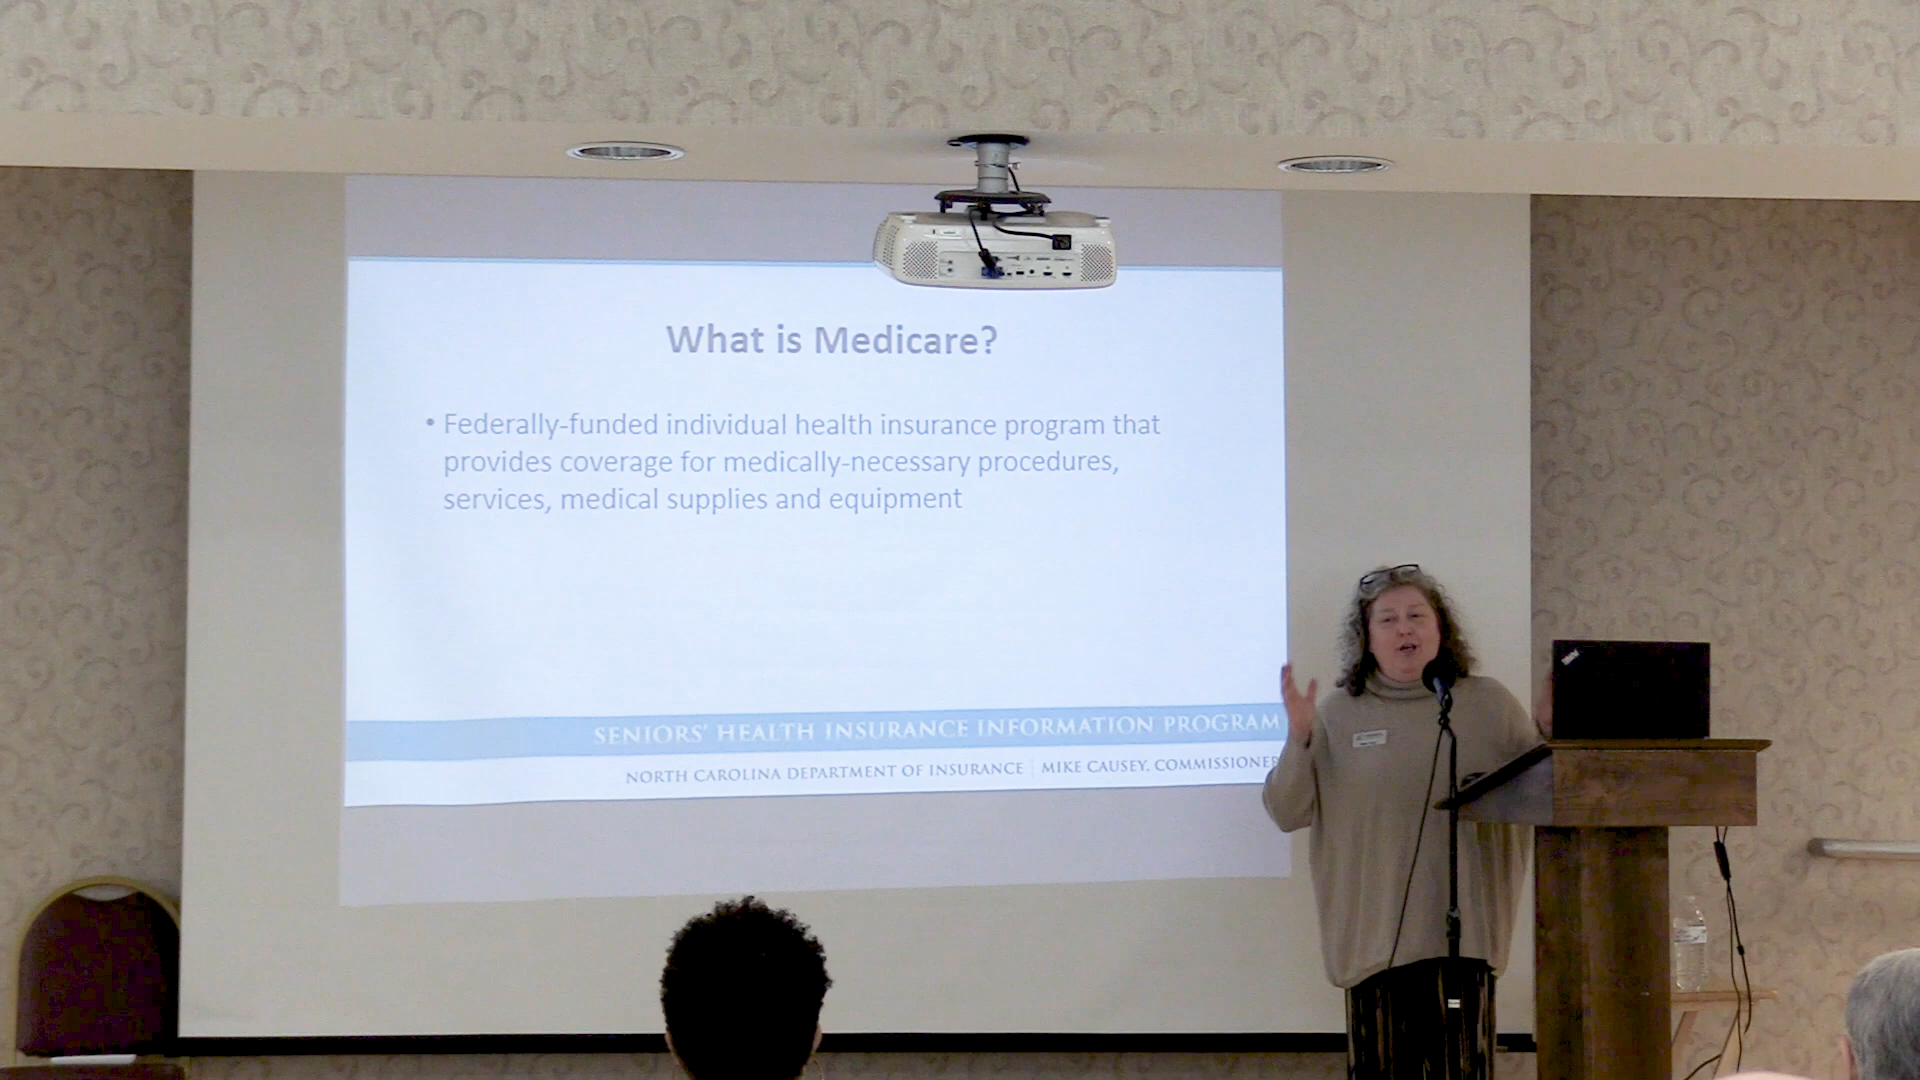 What is Medicare?
• Federally-funded individual health insurance program that
provides coverage for medically-necessary procedures,
services, medical supplies and equipment
SENIORS' HEALTH INSURANCE INFORMATION PROGRAM
NORTH CAROLINA DEPARTMENT OF INSURANCE | MIKE CAUSEY, COMMISSIONER